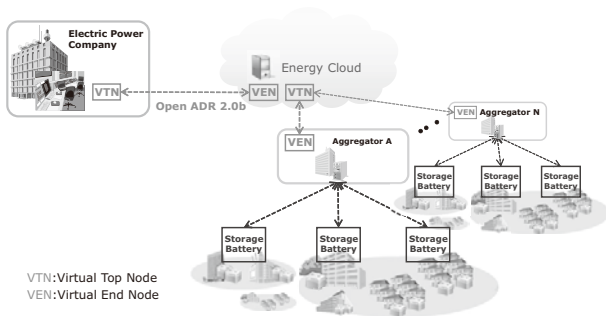 Electric Power
Company
VTN
Open ADR 2.0b
Energy Cloud
VEN VTN
VEN Aggregator A
VEN Aggregator N
Storage
Battery
Storage
Battery
Storage
Battery
Storage
Battery
Storage
Battery
Storage
Battery
VTN:Virtual Top Node
VEN:Virtual End Node